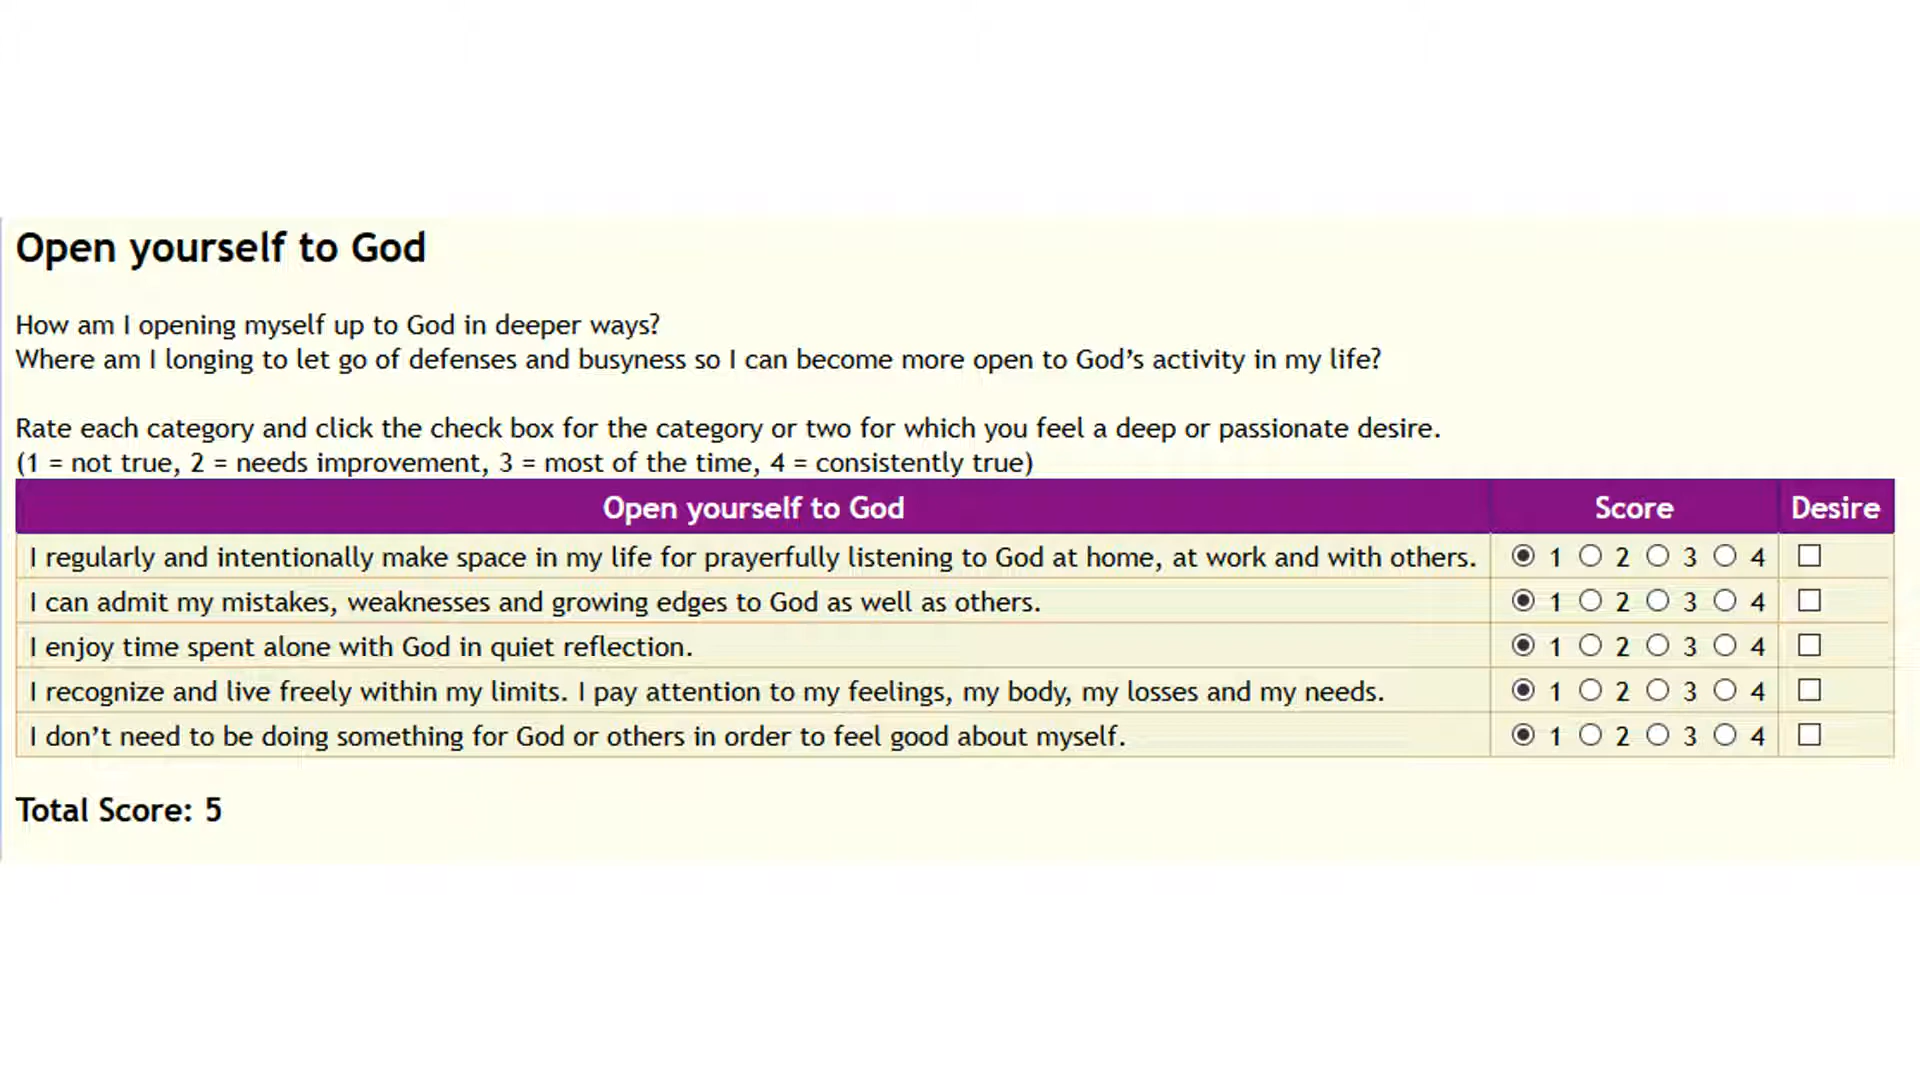 Open yourself to God
How am I opening myself up to God in deeper ways?
Where am I longing to let go of defenses and busyness so I can become more open to God’s activity in my life?
Rate each category and click the check box for the category or two for which you feel a deep or passionate desire.
(1 = not true, 2 = needs improvement, 3 = most of the time, 4 = consistently true)
Open yourself to God Score Desire
I regularly and intentionally make space in my life for prayerfully listening to God at home, at work and with others. 1 2 3 4
I can admit my mistakes, weaknesses and growing edges to God as well as others. 1 2 3 4
I enjoy time spent alone with God in quiet reflection. 1 2 3 4
I recognize and live freely within my limits. I pay attention to my feelings, my body, my losses and my needs. 1 2 3 4
I don’t need to be doing something for God or others in order to feel good about myself. 1 2 3 4
Total Score: 5